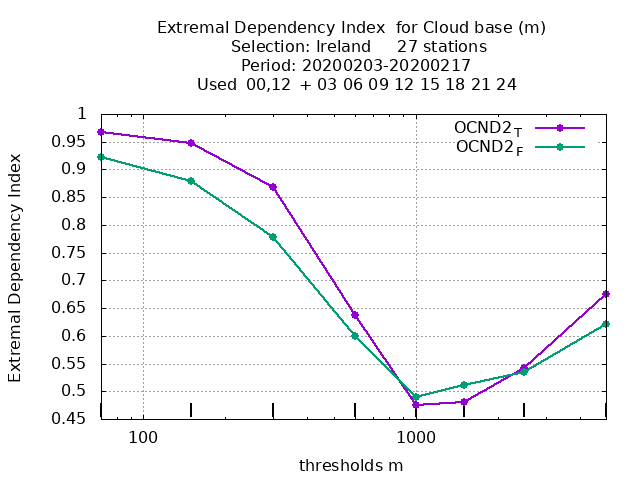 Extremal Dependency Index  for Cloud base (m)
Selection: Ireland     27 stations
Period: 20200203-20200217
Used  00,12  + 03 06 09 12 15 18 21 24
OCND2T
OCND2F
Extremal Dependency Index
1
0.95
0.9
0.85
0.8
0.75
0.7
0.65
0.6
0.55
0.5
0.45
100
1000
thresholds m